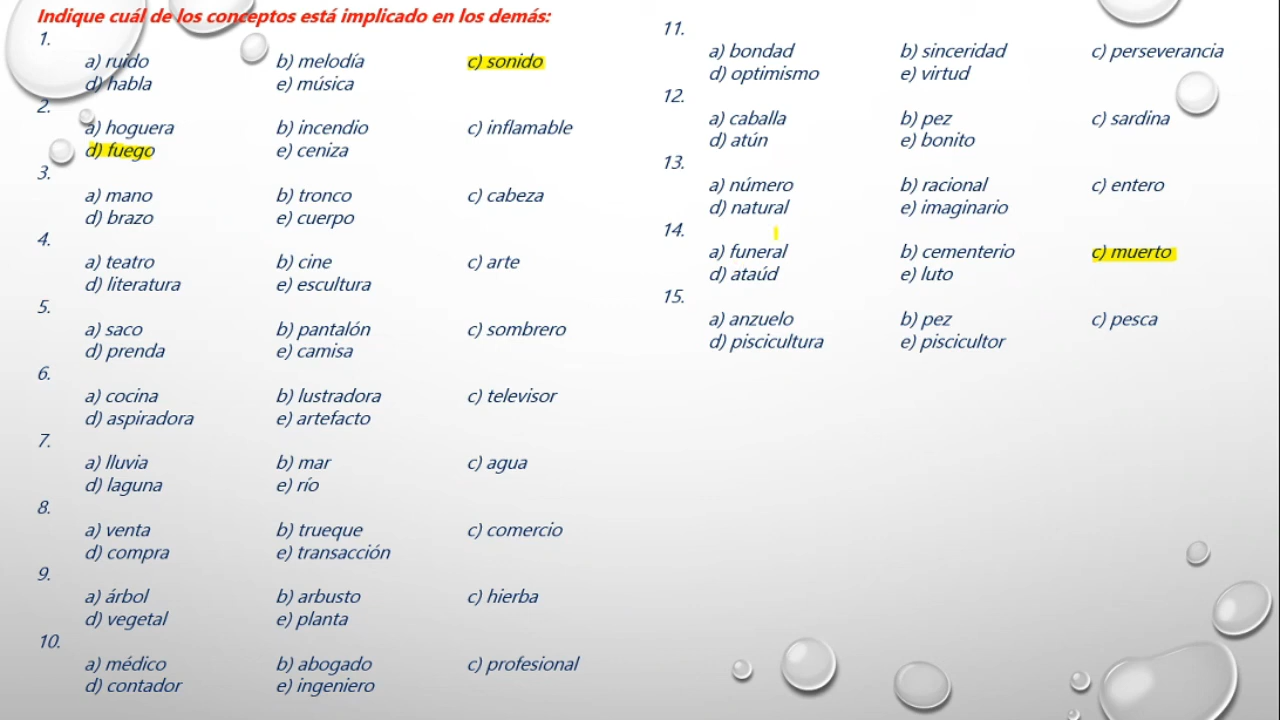 Indique cuál de los conceptos está implicado en los demás:
1.
a) ruido b) melodía c) sonido
d) habla e) música
2.
a) hoguera b) incendio c) inflamable
d) fuego e) ceniza
3.
a) mano b) tronco c) cabeza
d) brazo e) cuerpo
4.
a) teatro b) cine c) arte
d) literatura e) escultura
5.
a) saco b) pantalón c) sombrero
d) prenda e) camisa
6.
a) cocina b) lustradora c) televisor
d) aspiradora e) artefacto
7.
a) lluvia b) mar c) agua
d) laguna e) río
8.
a) venta b) trueque c) comercio
d) compra e) transacción
9.
a) árbol b) arbusto c) hierba
d) vegetal e) planta
10.
a) médico b) abogado c) profesional
d) contador e) ingeniero
11.
a) bondad b) sinceridad c) perseverancia
d) optimismo e) virtud
12.
a) caballa b) pez c) sardina
d) atún e) bonito
13.
a) número b) racional c) entero
d) natural e) imaginario
14.
a) funeral b) cementerio c) muerto
d) ataúd e) luto
15.
a) anzuelo b) pez c) pesca
d) piscicultura e) piscicultor